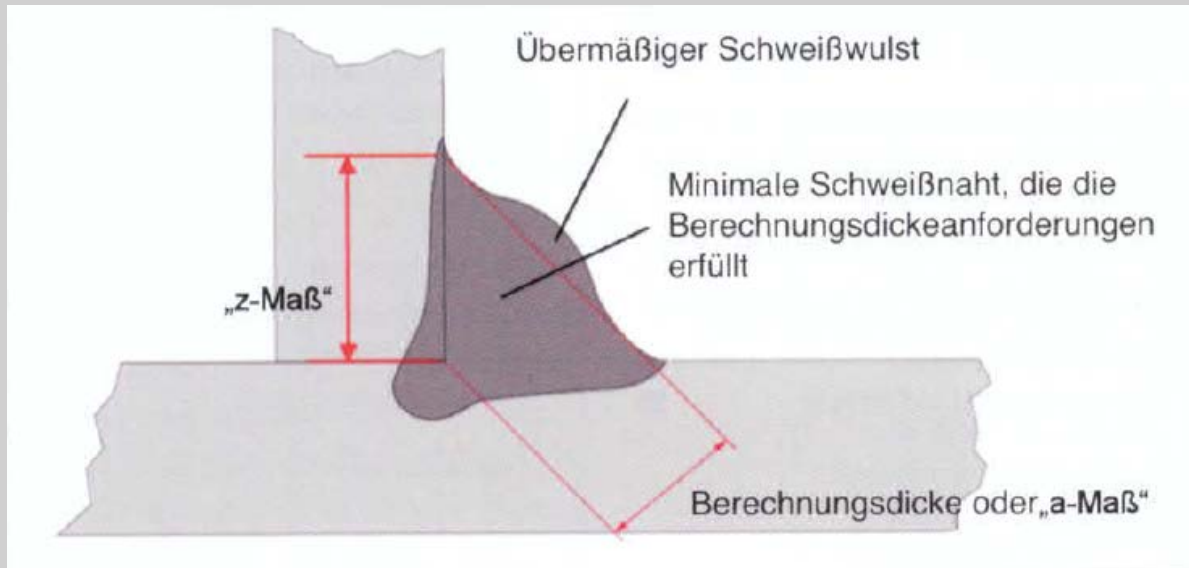 Übermäßiger Schweißwulst
Minimale Schweißnaht, die die
Berechnungsdickeanforderungen
erfüllt
„z-Maß“
Berechnungsdicke oder„a-Maß“